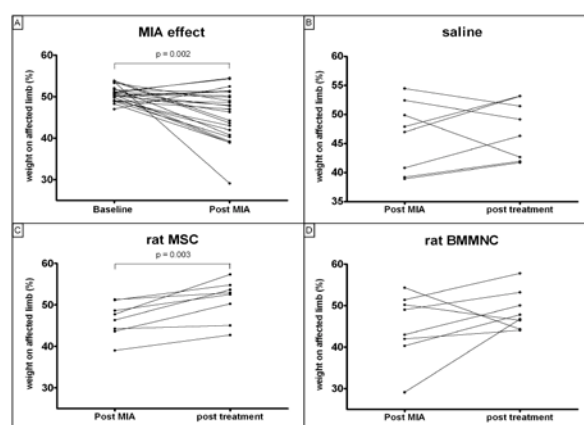 A
MIA effect
p = 0.002
weight on affected limb (%)
60
50
40
30
Baseline
Post MIA
B
saline
weight on affected limb (%)
60
55
50
45
40
35
Post MIA
post treatment
C
rat MSC
p = 0.003
weight on affected limb (%)
60
50
40
30
Post MIA
post treatment
D
rat BMMNC
weight on affected limb (%)
60
50
40
30
Post MIA
post treatment